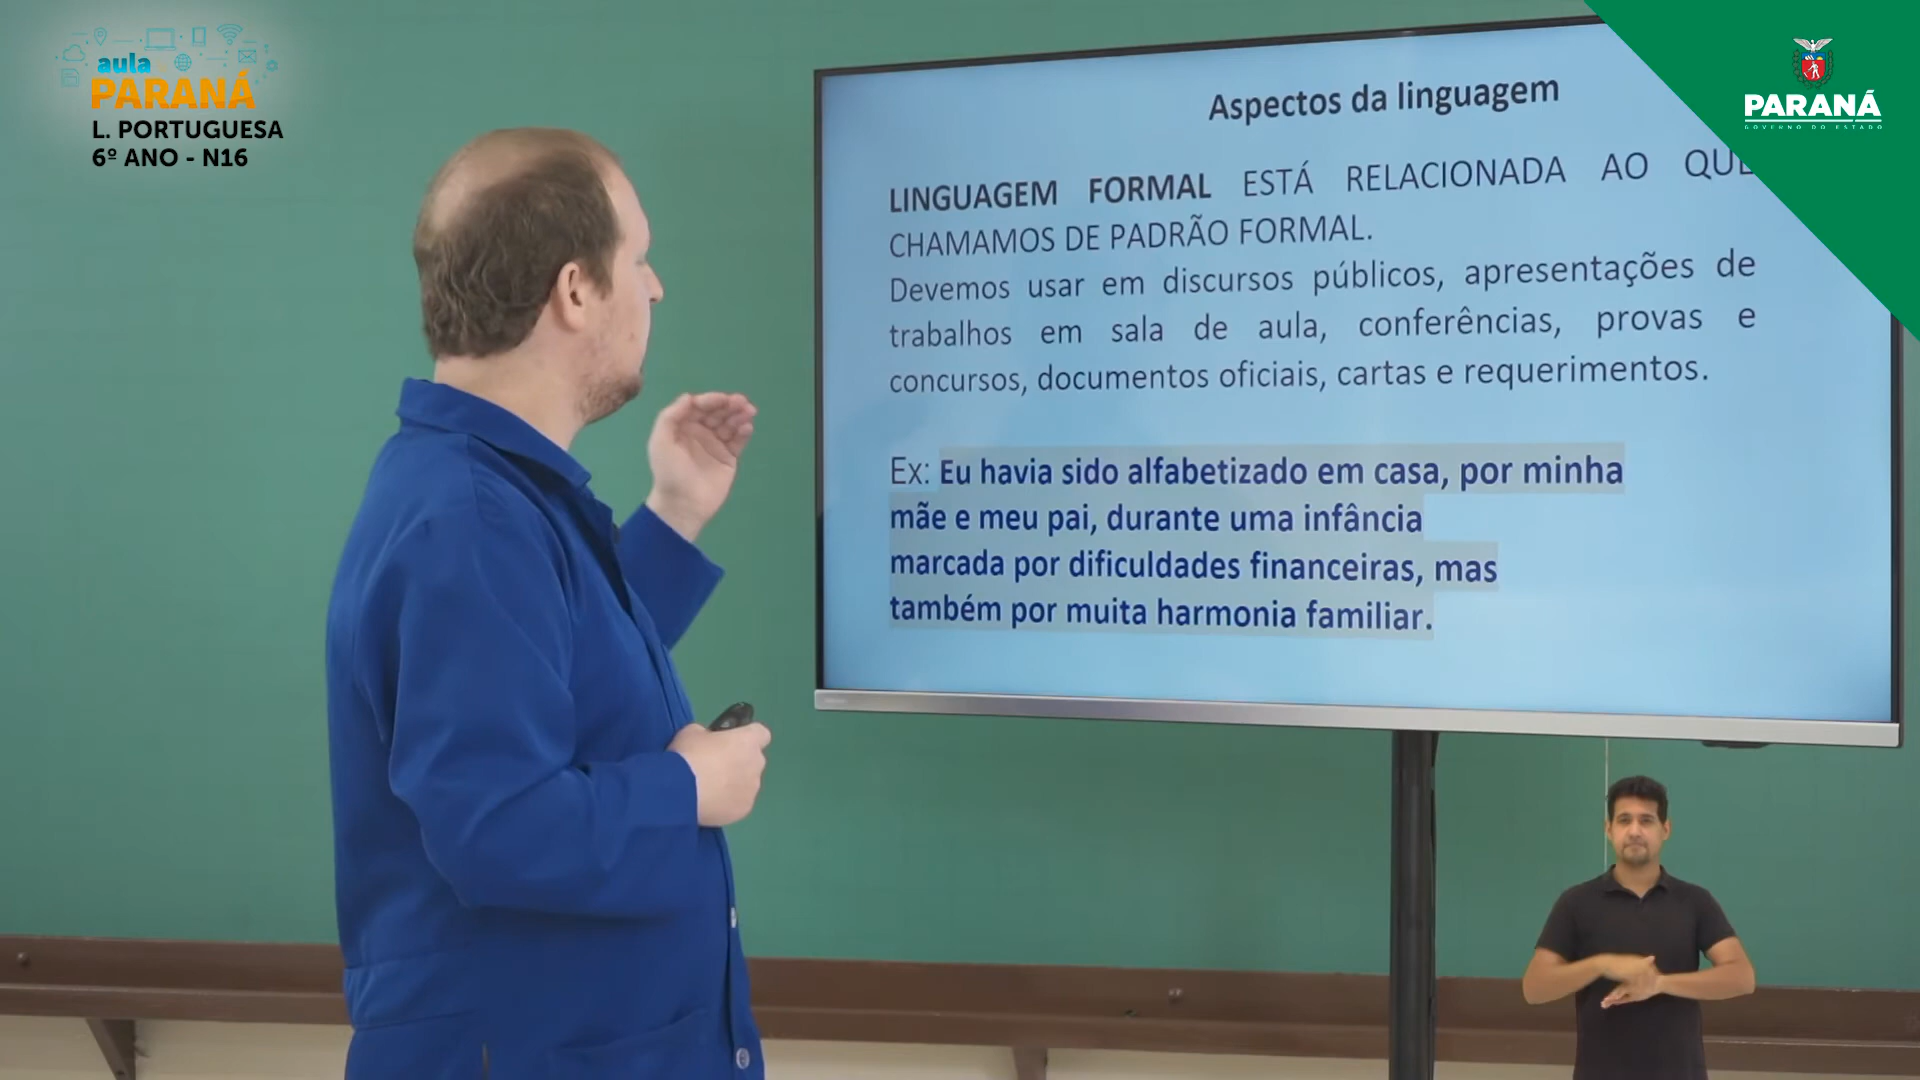 aula
PARANÁ
L. PORTUGUESA
6º ANO - N16
PARANÁ
GOVERNO DO ESTADO
Aspectos da linguagem
LINGUAGEM FORMAL ESTÁ RELACIONADA AO QUE
CHAMAMOS DE PADRÃO FORMAL.
Devemos usar em discursos públicos, apresentações de
trabalhos em sala de aula, conferências, provas e
concursos, documentos oficiais, cartas e requerimentos.
Ex: Eu havia sido alfabetizado em casa, por minha
mãe e meu pai, durante uma infância
marcada por dificuldades financeiras, mas
também por muita harmonia familiar.